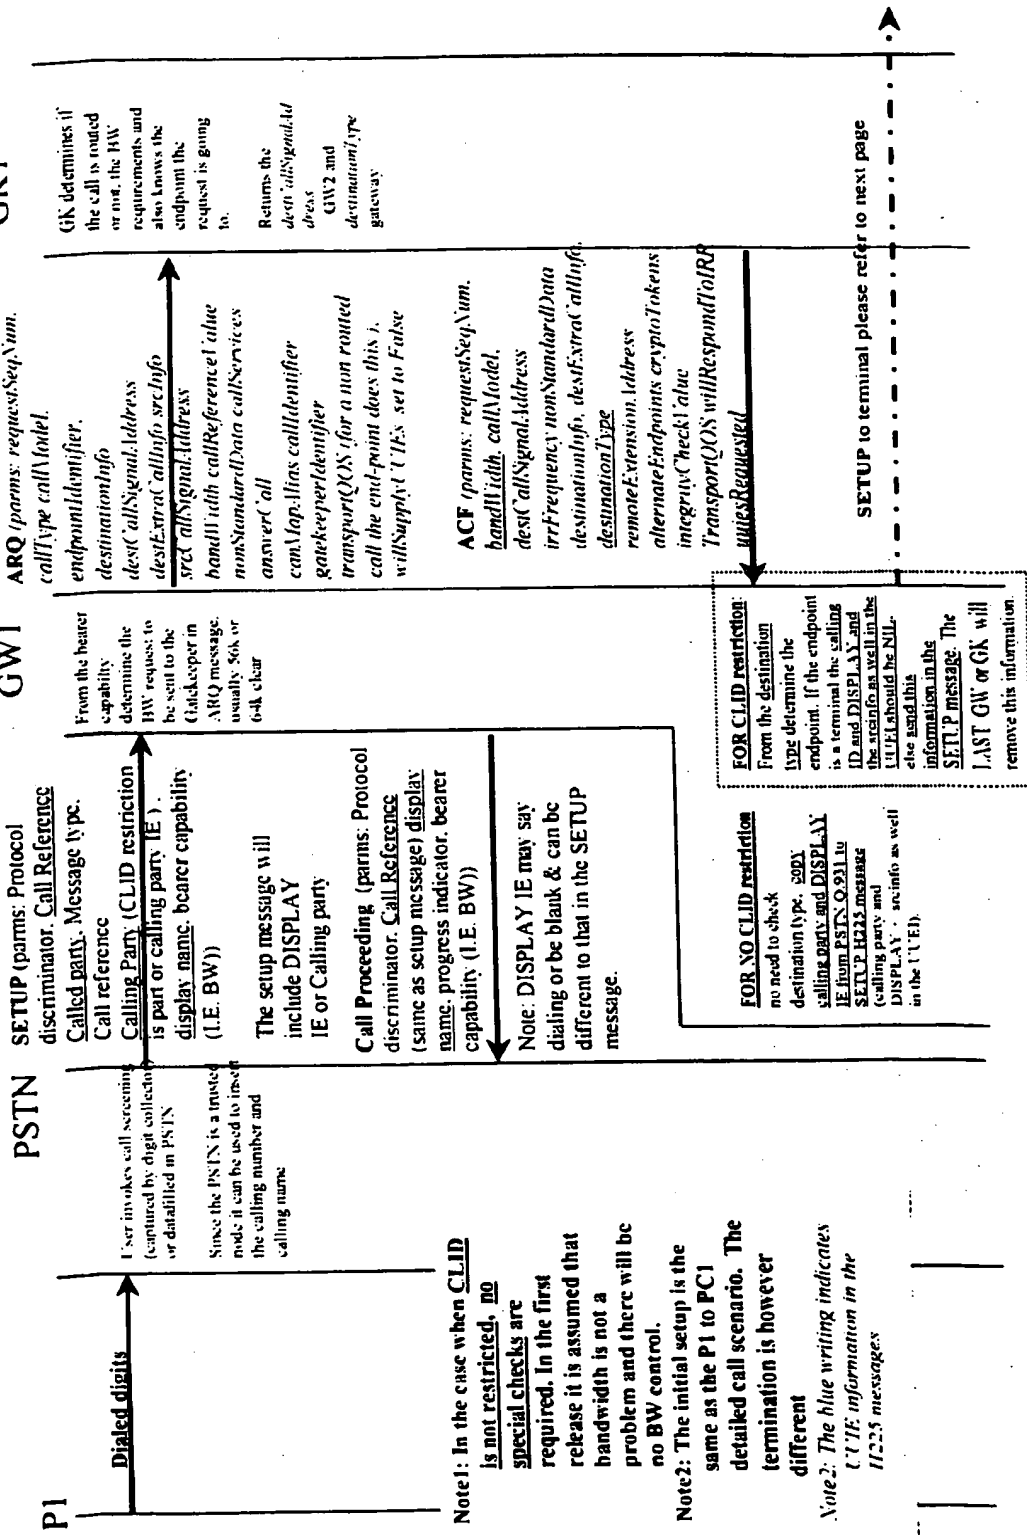 P1
PSTN
GW1
Dialed digits
User invokes call screening
(captured by digit collector)
or datafilled in PSTN
Since the PSTN is a trusted
node it can be used to insert
the calling number and
calling name
SETUP (parms: Protocol
discriminator. Call Reference
Called party. Message type.
Call reference
Calling Party (CLID restriction
is part or calling party IE ).
display name. bearer capability
(I.E. BW))
The setup message will
include DISPLAY
IE or Calling party
Call Proceeding (parms: Protocol
discriminator. Call Reference
(same as setup message) display
name. progress indicator. bearer
capability (I.E. BW))
Note: DISPLAY IE may say
dialing or be blank & can be
different to that in the SETUP
message.
From the bearer
capabilty
determine the
BW request to
be sent to the
Gatekeeper in
ARQ message.
usually 56k or
64k clear
ARQ (parms: requestSeqNum.
callType callModel.
endpointIdentifier.
destinationInfo
destCallSignalAddress
destExtraCallInfo srcInfo
srcCallSignalAddress
bandWidth callReferenceValue
nonStandardData callServices
answerCall
canMapAlias callIdentifier
gatekeeperIdentifier
transportQOS (for a non routed
call the end-point does this ).
willSupplyUUIEs set to False
GK determines if
the call is routed
or not. the BW
requirements and
also knows the
endpoint the
request is going
to.
Returns the
destCallSignalAd
dress
GW2 and
destinationType
gateway
ACF (parms: requestSeqNum.
bandWidth. callModel.
destCallSignalAddress
irrFrequency nonStandardData
destinationInfo, destExtraCallInfo.
destinationType
remoteExtensionAddress
alternateEndpoints cryptoTokens
integrityCheckValue
TransportQOS willRespondToIRR
uuiesRequested
SETUP to terminal please refer to next page
FOR CLID restriction:
From the destination
type determine the
endpoint. If the endpoint
is a terminal the calling
ID and DISPLAY and
the srcinfo as well in the
UUEI should be NIL.
else send this
information in the
SETUP message. The
LAST GW or GK will
remove this information
FOR NO CLID restriction
no need to check
destination type. copy
calling party and DISPLAY
IE from PSTN Q.931 to
SETUP H225 message
(calling party and
DISPLAY + srcinfo as well
in the UUEI).
Note1: In the case when CLID
is not restricted, no
special checks are
required. In the first
release it is assumed that
bandwidth is not a
problem and there will be
no BW control.
Note2: The initial setup is the
same as the P1 to PC1
detailed call scenario. The
termination is however
different
Note2: The blue writing indicates
UUIE information in the
H225 messages